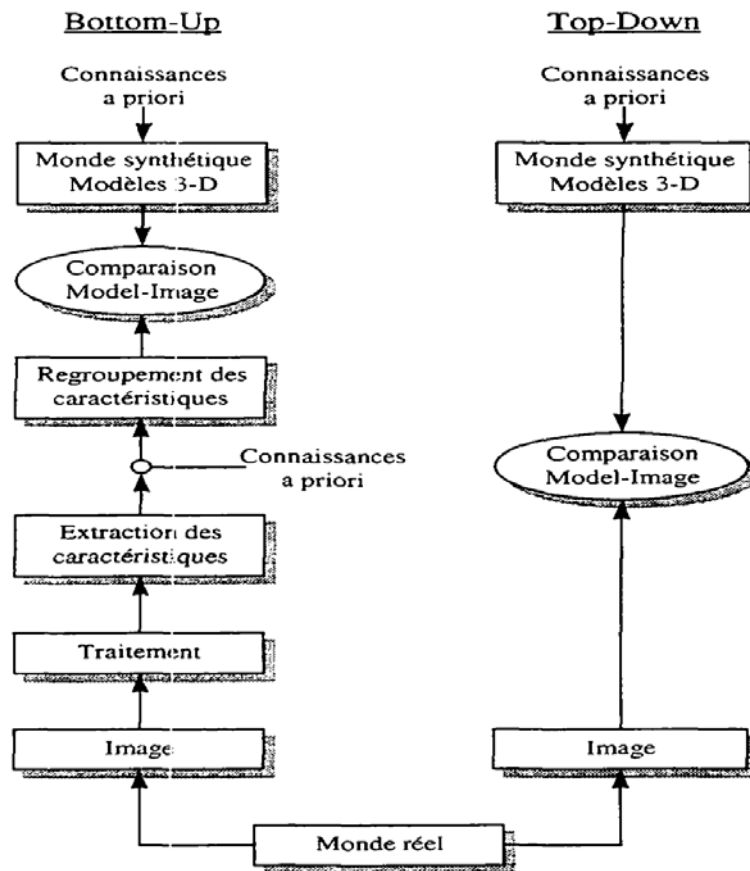 Bottom-Up
Connaissances
a priori
Monde synthétique
Modèles 3-D
Comparaison
Model-Image
Regroupement des
caractéristiques
Connaissances
a priori
Extraction des
caractéristiques
Traitement
Image
Top-Down
Connaissances
a priori
Monde synthétique
Modèles 3-D
Comparaison
Model-Image
Image
Monde réel